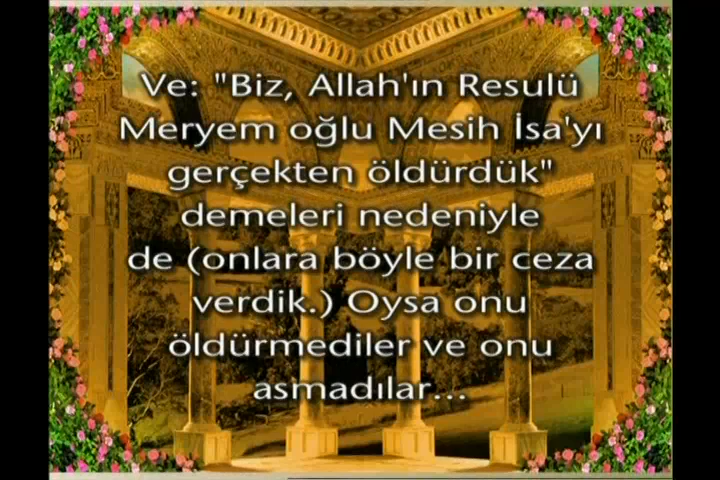 Ve: "Biz, Allah'ın Resulü
Meryem oğlu Mesih İsa'yı
gerçekten öldürdük"
demeleri nedeniyle
de (onlara böyle bir ceza
verdik.) Oysa onu
öldürmediler ve onu
asmadılar...